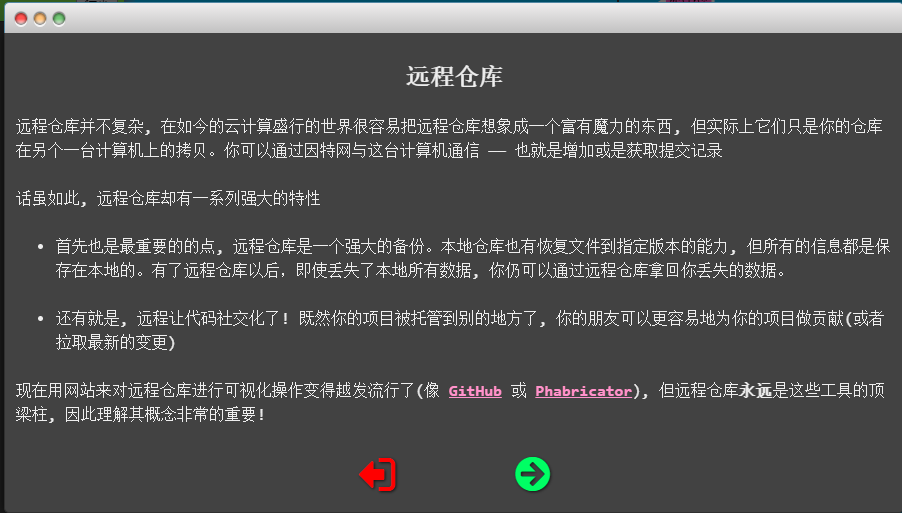 远程仓库
远程仓库并不复杂, 在如今的云计算盛行的世界很容易把远程仓库想象成一个富有魔力的东西, 但实际上它们只是你的仓库
在另个一台计算机上的拷贝。你可以通过因特网与这台计算机通信 —— 也就是增加或是获取提交记录
话虽如此, 远程仓库却有一系列强大的特性
• 首先也是最重要的的点, 远程仓库是一个强大的备份。本地仓库也有恢复文件到指定版本的能力, 但所有的信息都是保
存在本地的。有了远程仓库以后，即使丢失了本地所有数据, 你仍可以通过远程仓库拿回你丢失的数据。
• 还有就是, 远程让代码社交化了! 既然你的项目被托管到别的地方了, 你的朋友可以更容易地为你的项目做贡献(或者
拉取最新的变更)
现在用网站来对远程仓库进行可视化操作变得越发流行了(像 GitHub 或 Phabricator), 但远程仓库永远是这些工具的顶
梁柱, 因此理解其概念非常的重要!